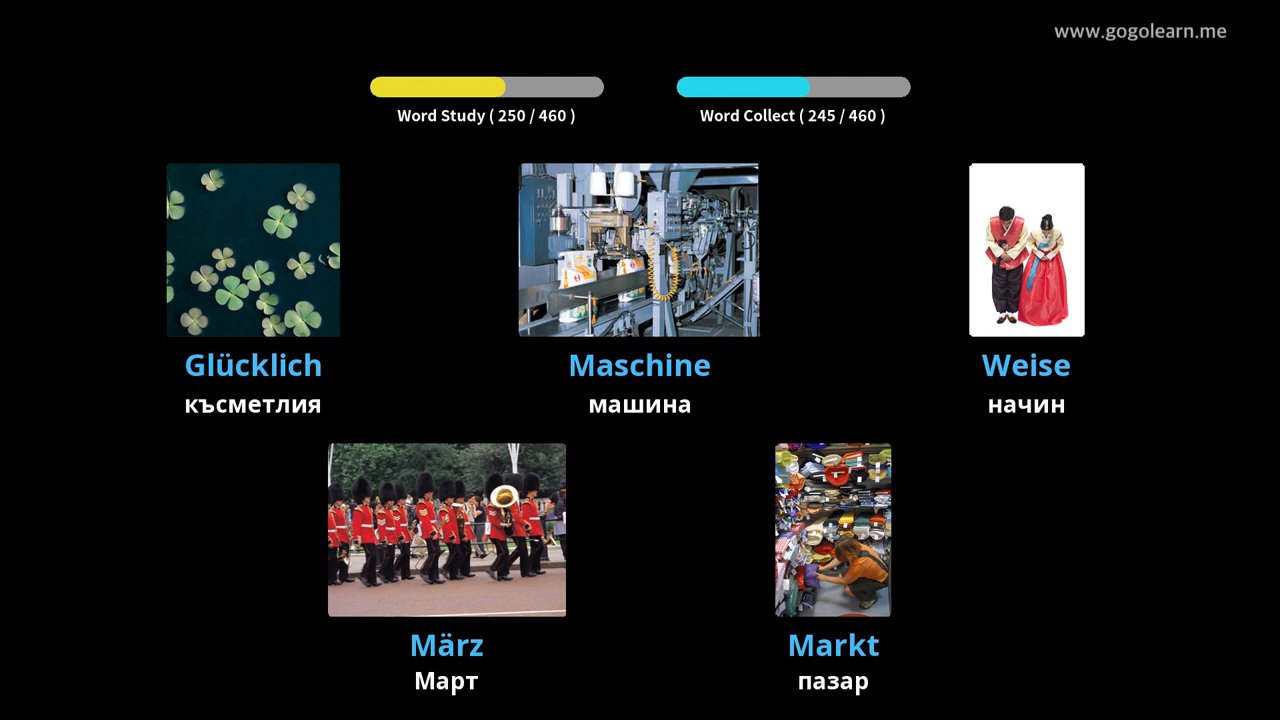 www.gogolearn.me
Word Study ( 250 / 460 )
Word Collect ( 245 / 460 )
Glücklich
Maschine
Weise
късметлия
машина
начин
März
Markt
Март
пазар